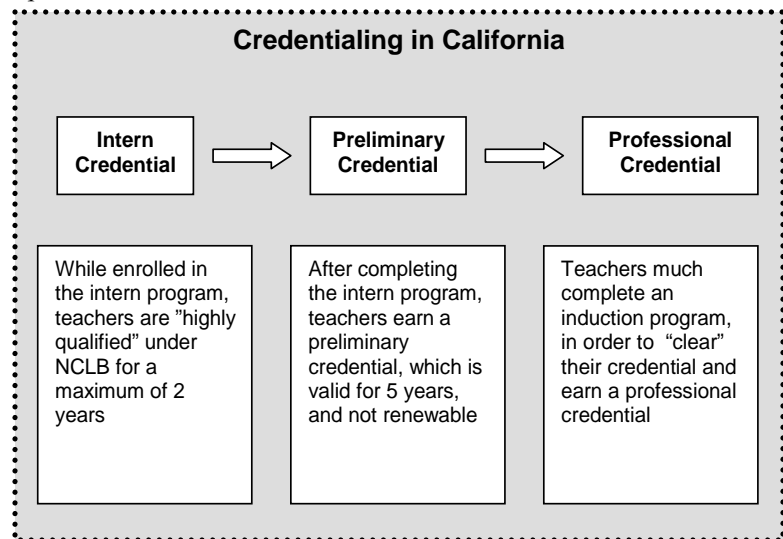 Credentialing in California
Intern
Credential
Preliminary
Credential
Professional
Credential
While enrolled in
the intern program,
teachers are ”highly
qualified” under
NCLB for a
maximum of 2
years
After completing
the intern program,
teachers earn a
preliminary
credential, which is
valid for 5 years,
and not renewable
Teachers much
complete an
induction program,
in order to “clear”
their credential and
earn a professional
credential